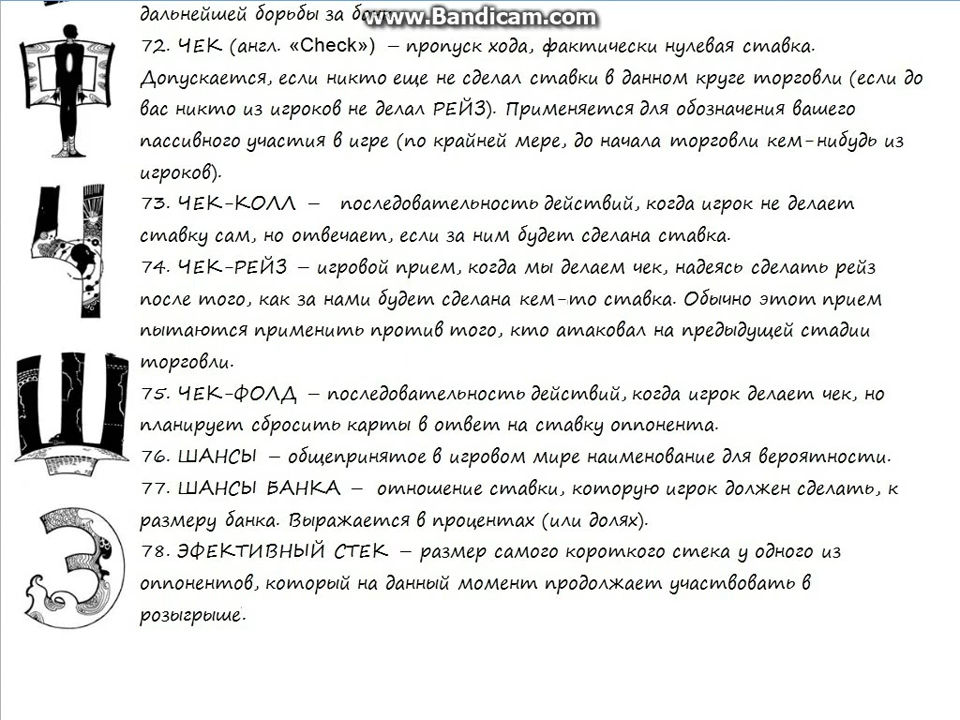 дальнейшей борьбы за
www.Bandicam.com
72. ЧЕК (англ. «Check») – пропуск хода, фактически нулевая ставка.
Допускается, если никто еще не сделал ставки в данном круге торговли (если до
вас никто из игроков не делал РЕЙЗ). Применяется для обозначения вашего
пассивного участия в игре (по крайней мере, до начала торговли кем-нибудь из
игроков).
Ч
73. ЧЕК-КОЛЛ – последовательность действий, когда игрок не делает
ставку сам, но отвечает, если за ним будет сделана ставка.
74. ЧЕК-РЕЙЗ – игровой прием, когда мы делаем чек, надеясь сделать рейз
после того, как за нами будет сделана кем-то ставка. Обычно этот прием
пытаются применить против того, кто атаковал на предыдущей стадии
торговли.
Ш
75. ЧЕК-ФОЛД – последовательность действий, когда игрок делает чек, но
планирует сбросить карты в ответ на ставку оппонента.
76. ШАНСЫ – общепринятое в игровом мире наименование для вероятности.
77. ШАНСЫ БАНКА – отношение ставки, которую игрок должен сделать, к
размеру банка. Выражается в процентах (или долях).
Э
78. ЭФЕКТИВНЫЙ СТЕК – размер самого короткого стека у одного из
оппонентов, который на данный момент продолжает участвовать в
розыгрыше.